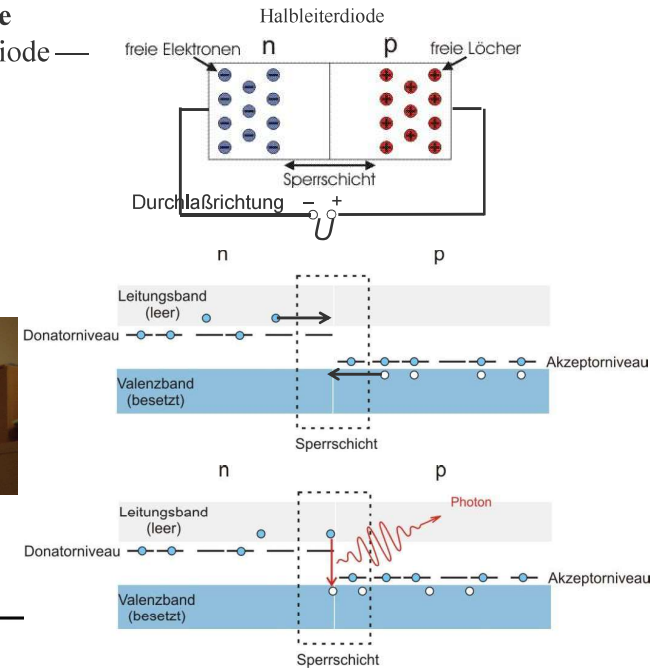 e
iode —
Halbleiterdiode
freie Elektronen n p freie Löcher
Sperrschicht
Durchlaßrichtung – +
n p
Leitungsband
(leer)
Donatorniveau
Akzeptorniveau
Valenzband
(besetzt)
Sperrschicht
n p
Photon
Leitungsband
(leer)
Donatorniveau
Akzeptorniveau
Valenzband
(besetzt)
Sperrschicht